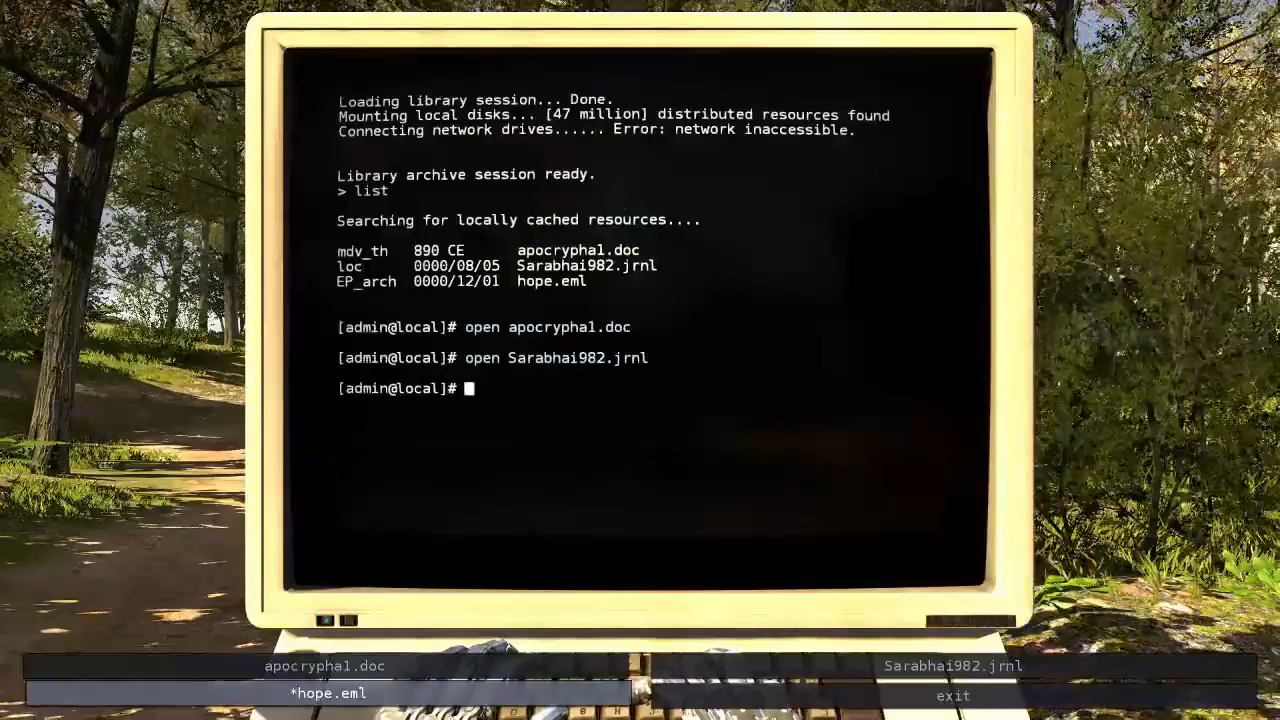 Loading library session... Done.
Mounting local disks... [47 million] distributed resources found
Connecting network drives...... Error: network inaccessible.
Library archive session ready.
> list
Searching for locally cached resources....
mdv_th 890 CE apocrypha1.doc
loc 0000/08/05 Sarabhai982.jrnl
EP_arch 0000/12/01 hope.eml
[admin@local]# open apocrypha1.doc
[admin@local]# open Sarabhai982.jrnl
[admin@local]#
apocrypha1.doc Sarabhai982.jrnl
*hope.eml exit